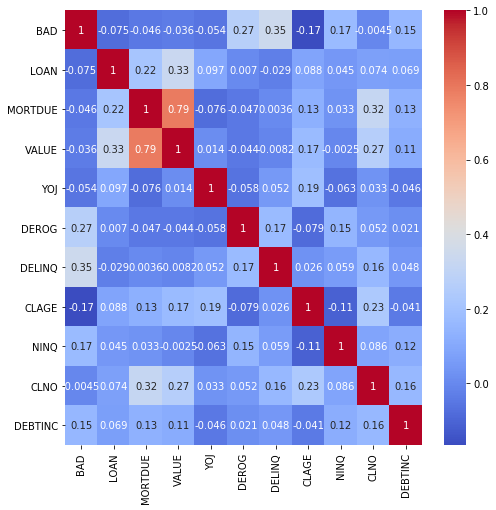 BAD 1 -0.075 -0.046 -0.036 -0.054 0.27 0.35 -0.17 0.17 -0.0045 0.15
LOAN -0.075 1 0.22 0.33 0.097 0.007 -0.029 0.088 0.045 0.074 0.069
MORTDUE -0.046 0.22 1 0.79 -0.076 -0.047 0.0036 0.13 0.033 0.32 0.13
VALUE -0.036 0.33 0.79 1 0.014 -0.044 -0.0082 0.17 -0.0025 0.27 0.11
YOJ -0.054 0.097 -0.076 0.014 1 -0.058 0.052 0.19 -0.063 0.033 -0.046
DEROG 0.27 0.007 -0.047 -0.044 -0.058 1 0.17 -0.079 0.15 0.052 0.021
DELINQ 0.35 -0.029 0.0036 -0.0082 0.052 0.17 1 0.026 0.059 0.16 0.048
CLAGE -0.17 0.088 0.13 0.17 0.19 -0.079 0.026 1 -0.11 0.23 -0.041
NINQ 0.17 0.045 0.033 -0.0025 -0.063 0.15 0.059 -0.11 1 0.086 0.12
CLNO -0.0045 0.074 0.32 0.27 0.033 0.052 0.16 0.23 0.086 1 0.16
DEBTINC 0.15 0.069 0.13 0.11 -0.046 0.021 0.048 -0.041 0.12 0.16 1
BAD LOAN MORTDUE VALUE YOJ DEROG DELINQ CLAGE NINQ CLNO DEBTINC
1.0
0.8
0.6
0.4
0.2
0.0